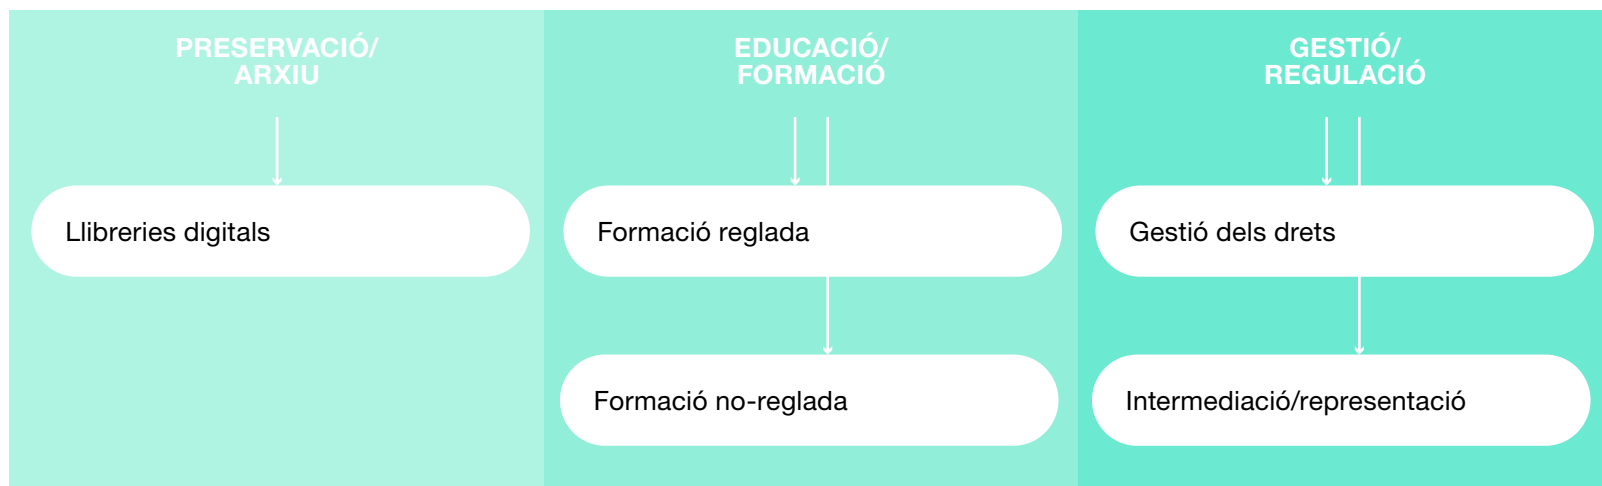 PRESERVACIÓ/
ARXIU
Llibreries digitals
EDUCACIÓ/
FORMACIÓ
Formació reglada
Formació no-reglada
GESTIÓ/
REGULACIÓ
Gestió dels drets
Intermediació/representació